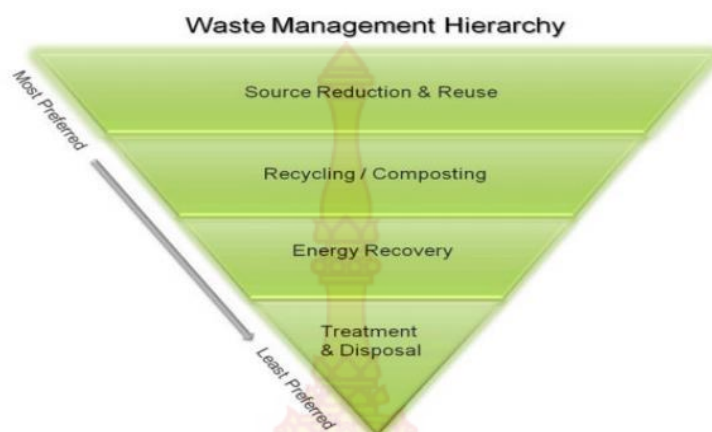 Waste Management Hierarchy
Most Preferred
Source Reduction & Reuse
Recycling / Composting
Energy Recovery
Treatment
& Disposal
Least Preferred